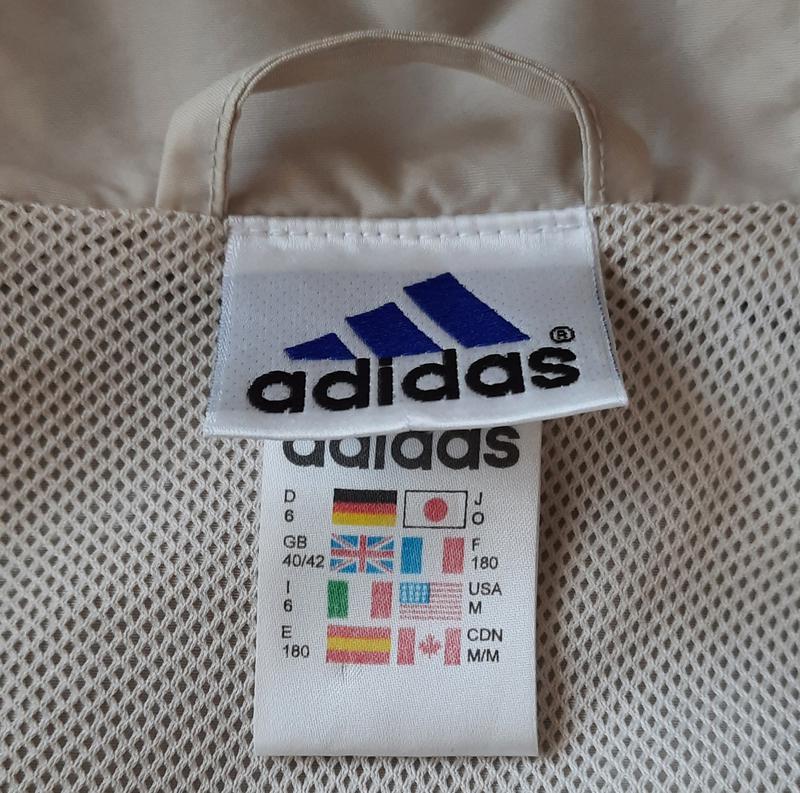 adidas®
adidas
D J
6 O
GB F
40/42 180
I USA
6 M
E CDN
180 M/M